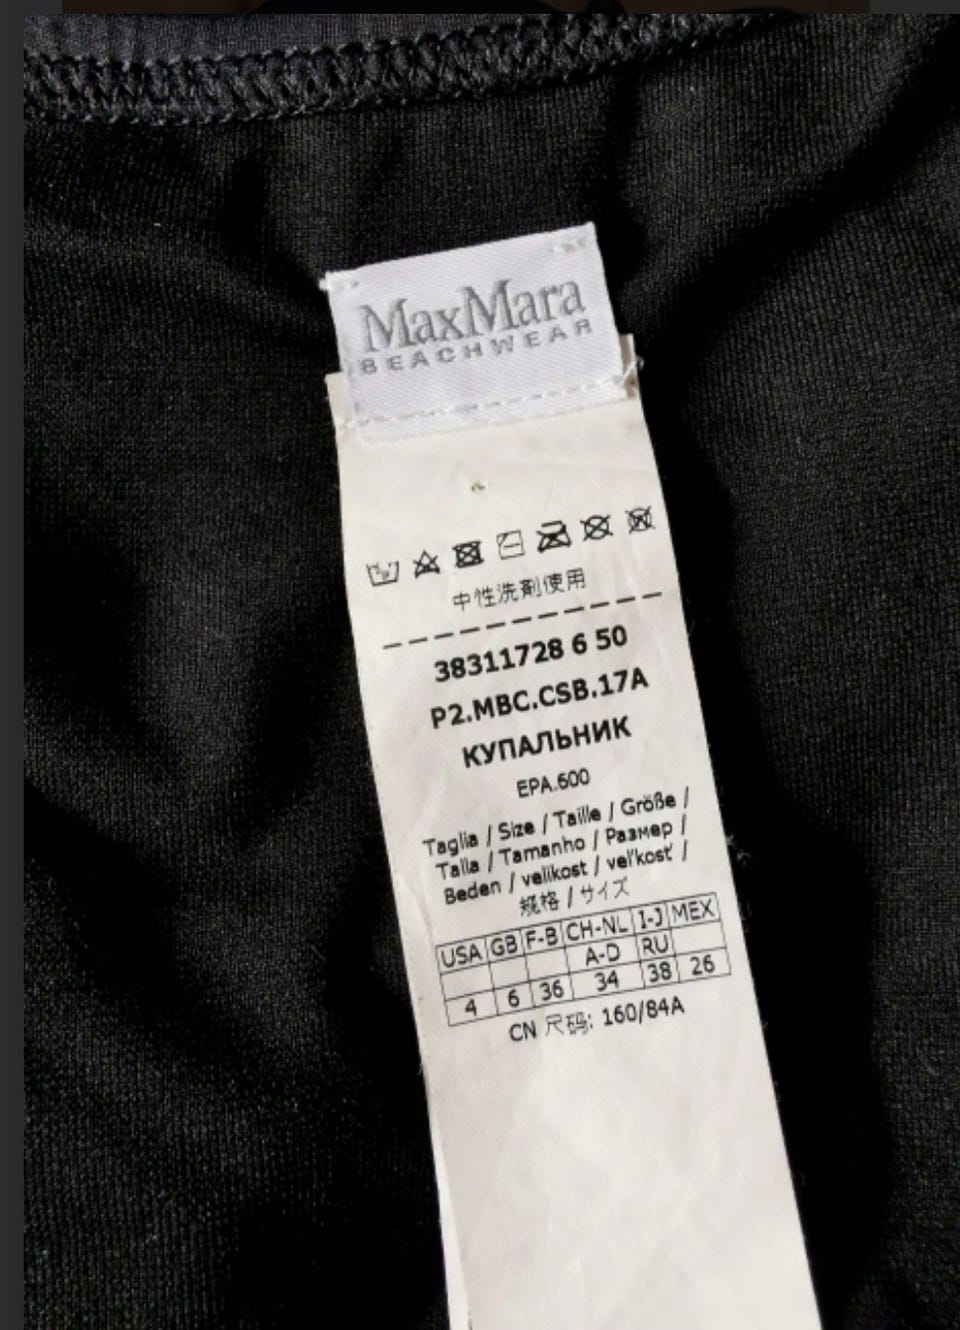 MaxMara
BEACHWEAR
中性洗剤使用
38311728 6 50
P2.MBC.CSB.17A
КУПАЛЬНИК
EPA.600
Taglia / Size / Taille / Größe /
Talla / Tamanho / Размер /
Beden / velikost / veľkosť /
规格 / サイズ
USA GB F-B CH-NL I-J MEX
A-D RU
4 6 36 34 38 26
CN 尺码: 160/84A